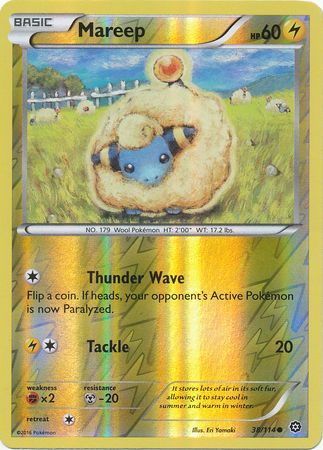 BASIC
Mareep
HP60
NO. 179 Wool Pokémon HT: 2'00" WT: 17.2 lbs.
Thunder Wave
Flip a coin. If heads, your opponent's Active Pokémon
is now Paralyzed.
Tackle 20
weakness
×2
resistance
-20
retreat
It stores lots of air in its soft fur,
allowing it to stay cool in
summer and warm in winter.
©2016 Pokémon
Illus. Eri Yamaki
38/114